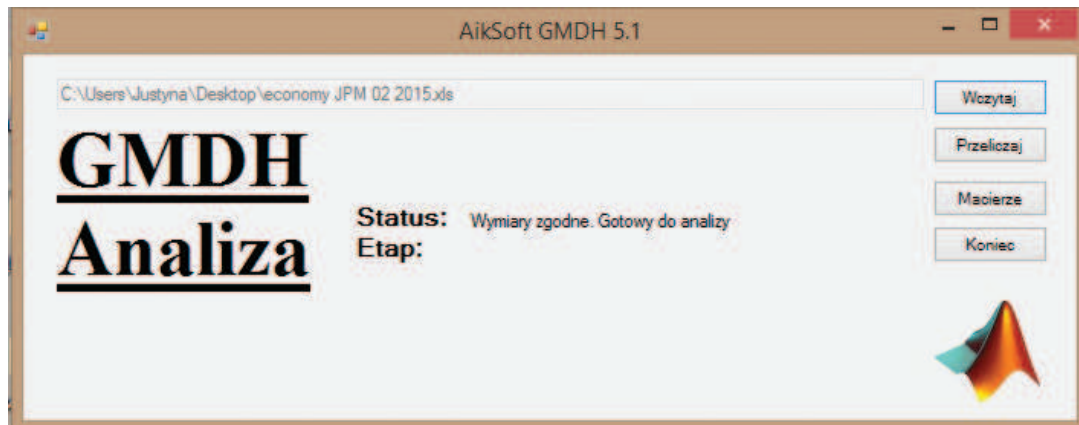 AikSoft GMDH 5.1
C:\Users\Justyna\Desktop\economy JPM 02 2015.xls
Wczytaj
GMDH
Analiza
Przeliczaj
Macierze
Status: Wymiary zgodne. Gotowy do analizy
Etap:
Koniec